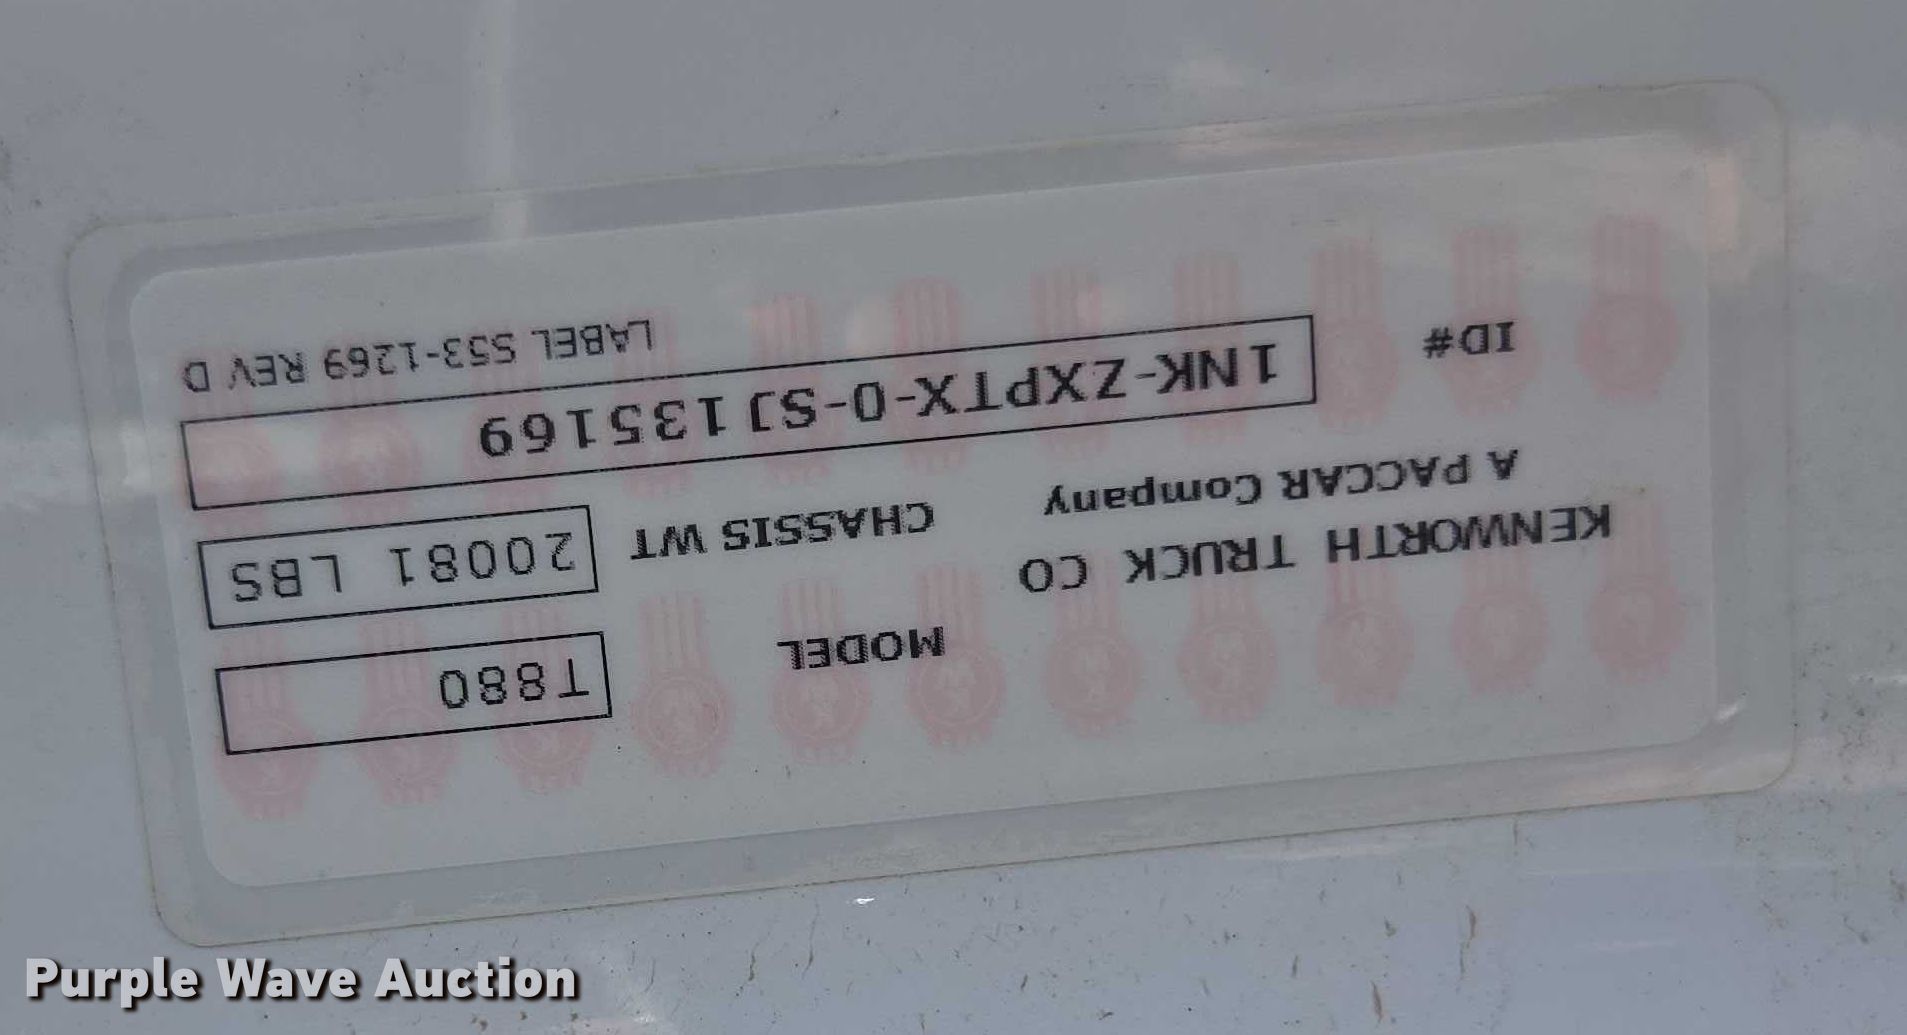 MODEL T880
KENWORTH TRUCK CO
A PACCAR Company CHASSIS WT 20081 LBS
ID# 1NK-ZXPTX-0-SJ135169
LABEL S53-1269 REV D
Purple Wave Auction